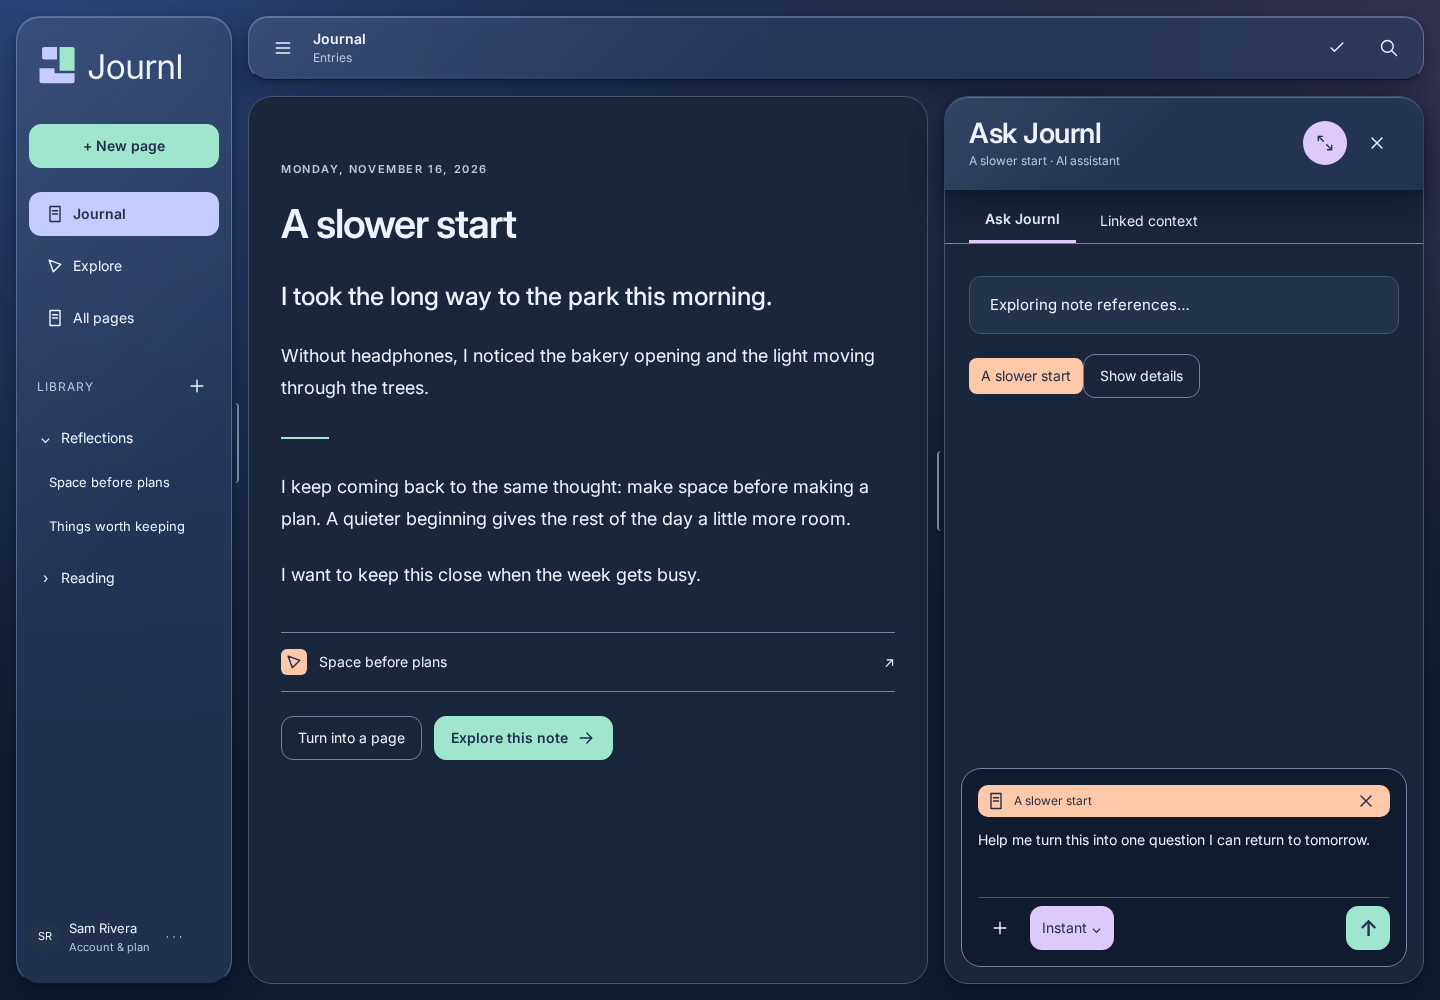 Journl
+ New page
Journal
Explore
All pages
LIBRARY
Reflections
Space before plans
Things worth keeping
Reading
SR
Sam Rivera
Account & plan
...
Journal
Entries
MONDAY, NOVEMBER 16, 2026
A slower start
I took the long way to the park this morning.
Without headphones, I noticed the bakery opening and the light moving
through the trees.
I keep coming back to the same thought: make space before making a
plan. A quieter beginning gives the rest of the day a little more room.
I want to keep this close when the week gets busy.
Space before plans
Turn into a page
Explore this note
Ask Journl
A slower start · AI assistant
Ask Journl
Linked context
Exploring note references...
A slower start
Show details
A slower start
Help me turn this into one question I can return to tomorrow.
Instant